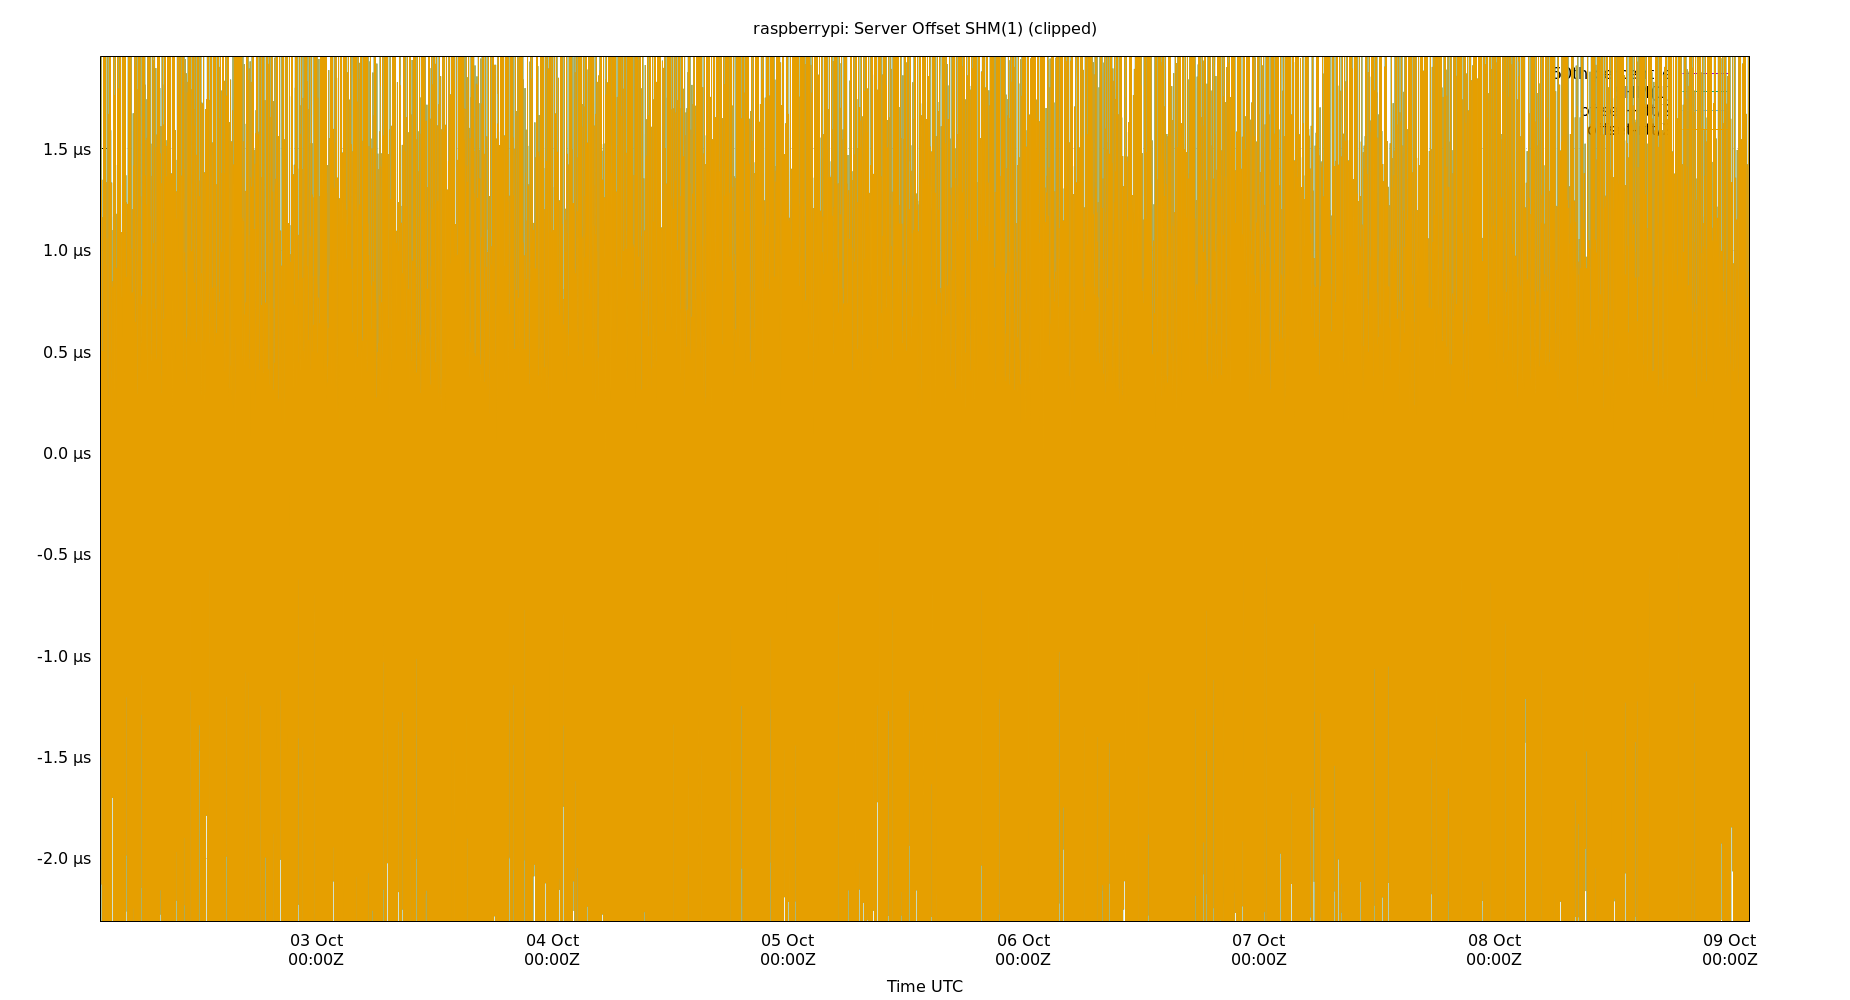 raspberrypi: Server Offset SHM(1) (clipped)
1.5 µs
1.0 µs
0.5 µs
0.0 µs
-0.5 µs
-1.0 µs
-1.5 µs
-2.0 µs
03 Oct 04 Oct 05 Oct 06 Oct 07 Oct 08 Oct 09 Oct
00:00Z 00:00Z 00:00Z 00:00Z 00:00Z 00:00Z 00:00Z
Time UTC